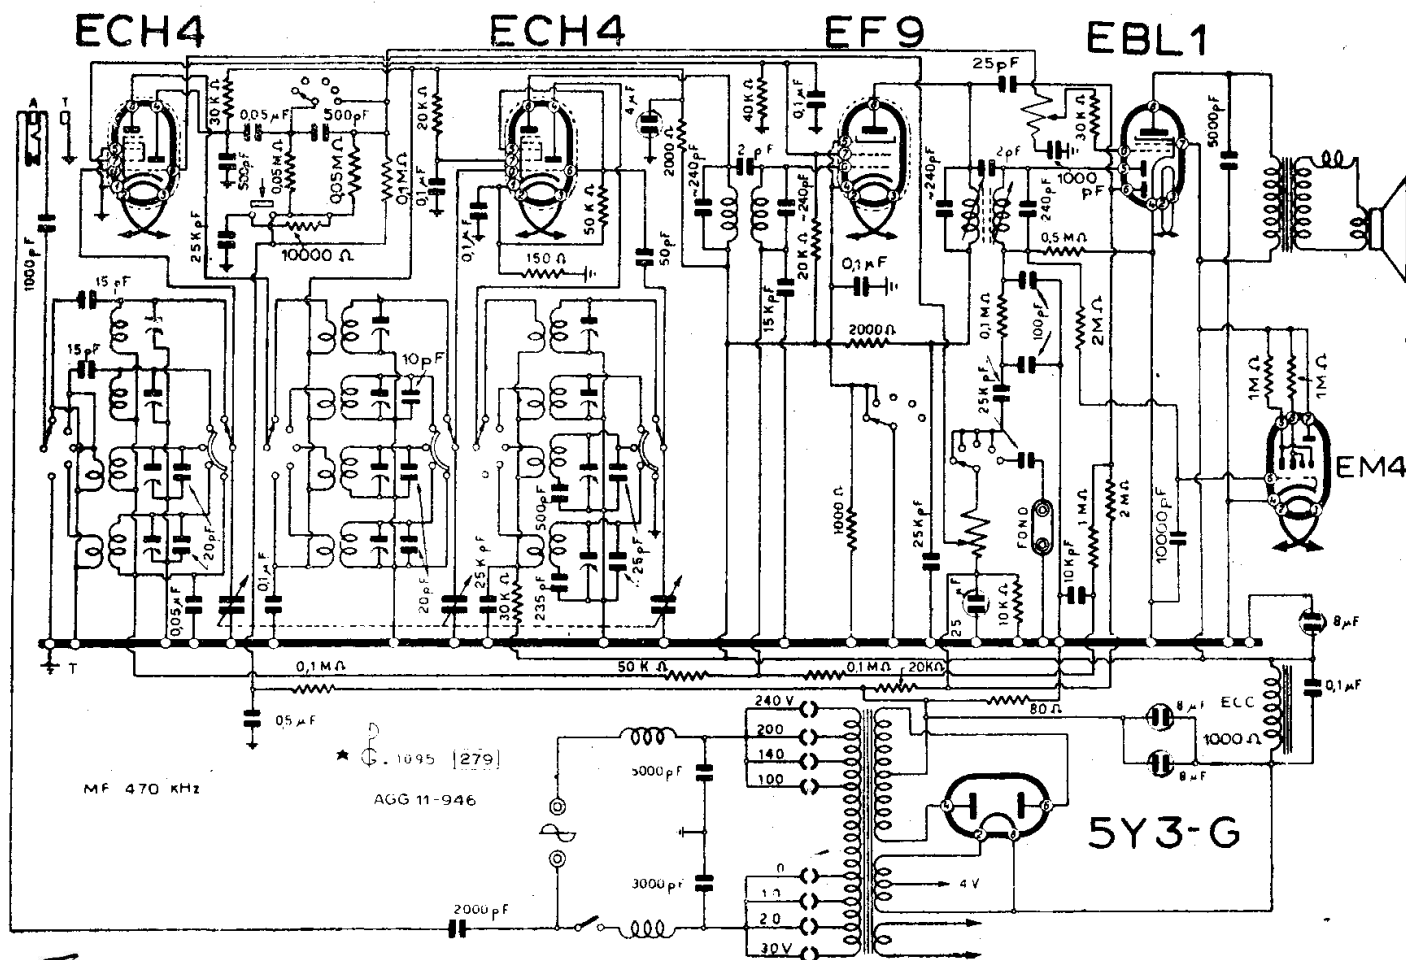 ECH4 ECH4 EF9 EBL1
25pF
A T
30KΩ
0,05µF
500pF
20KΩ
4µF
40KΩ
0,1µF
30KΩ
5000pF
500pF
0,05MΩ
0,05MΩ
0,1MΩ
0,1µF
2000Ω
~240pF
2pF
~240pF
~240pF
2pF
240pF
1000
pF
1000pF
25KpF
10000Ω
0,1µF
50KΩ
150Ω
50pF
20KΩ
0,1µF
0,5MΩ
15pF
15KpF
2000Ω
0,1MΩ
100pF
2MΩ
15pF
10pF
25KpF
1MΩ
1MΩ
EM4
20pF
500pF
25pF
1000Ω
25KpF
FONO
1MΩ
2MΩ
10000pF
0,05µF
0,1µF
20pF
25KpF
30KΩ
235pF
25
µF
10KΩ
10KpF
8µF
T
0,1MΩ
50KΩ
0,1MΩ
20KΩ
80Ω
0,1µF
05µF
240V
200
140
100
8µF
8µF
ECC
1000Ω
★ G.1095 [279]
MF 470 KHz
AGG 11-946
5000pF
5Y3-G
3000pF
0
4V
2000pF
20
30V